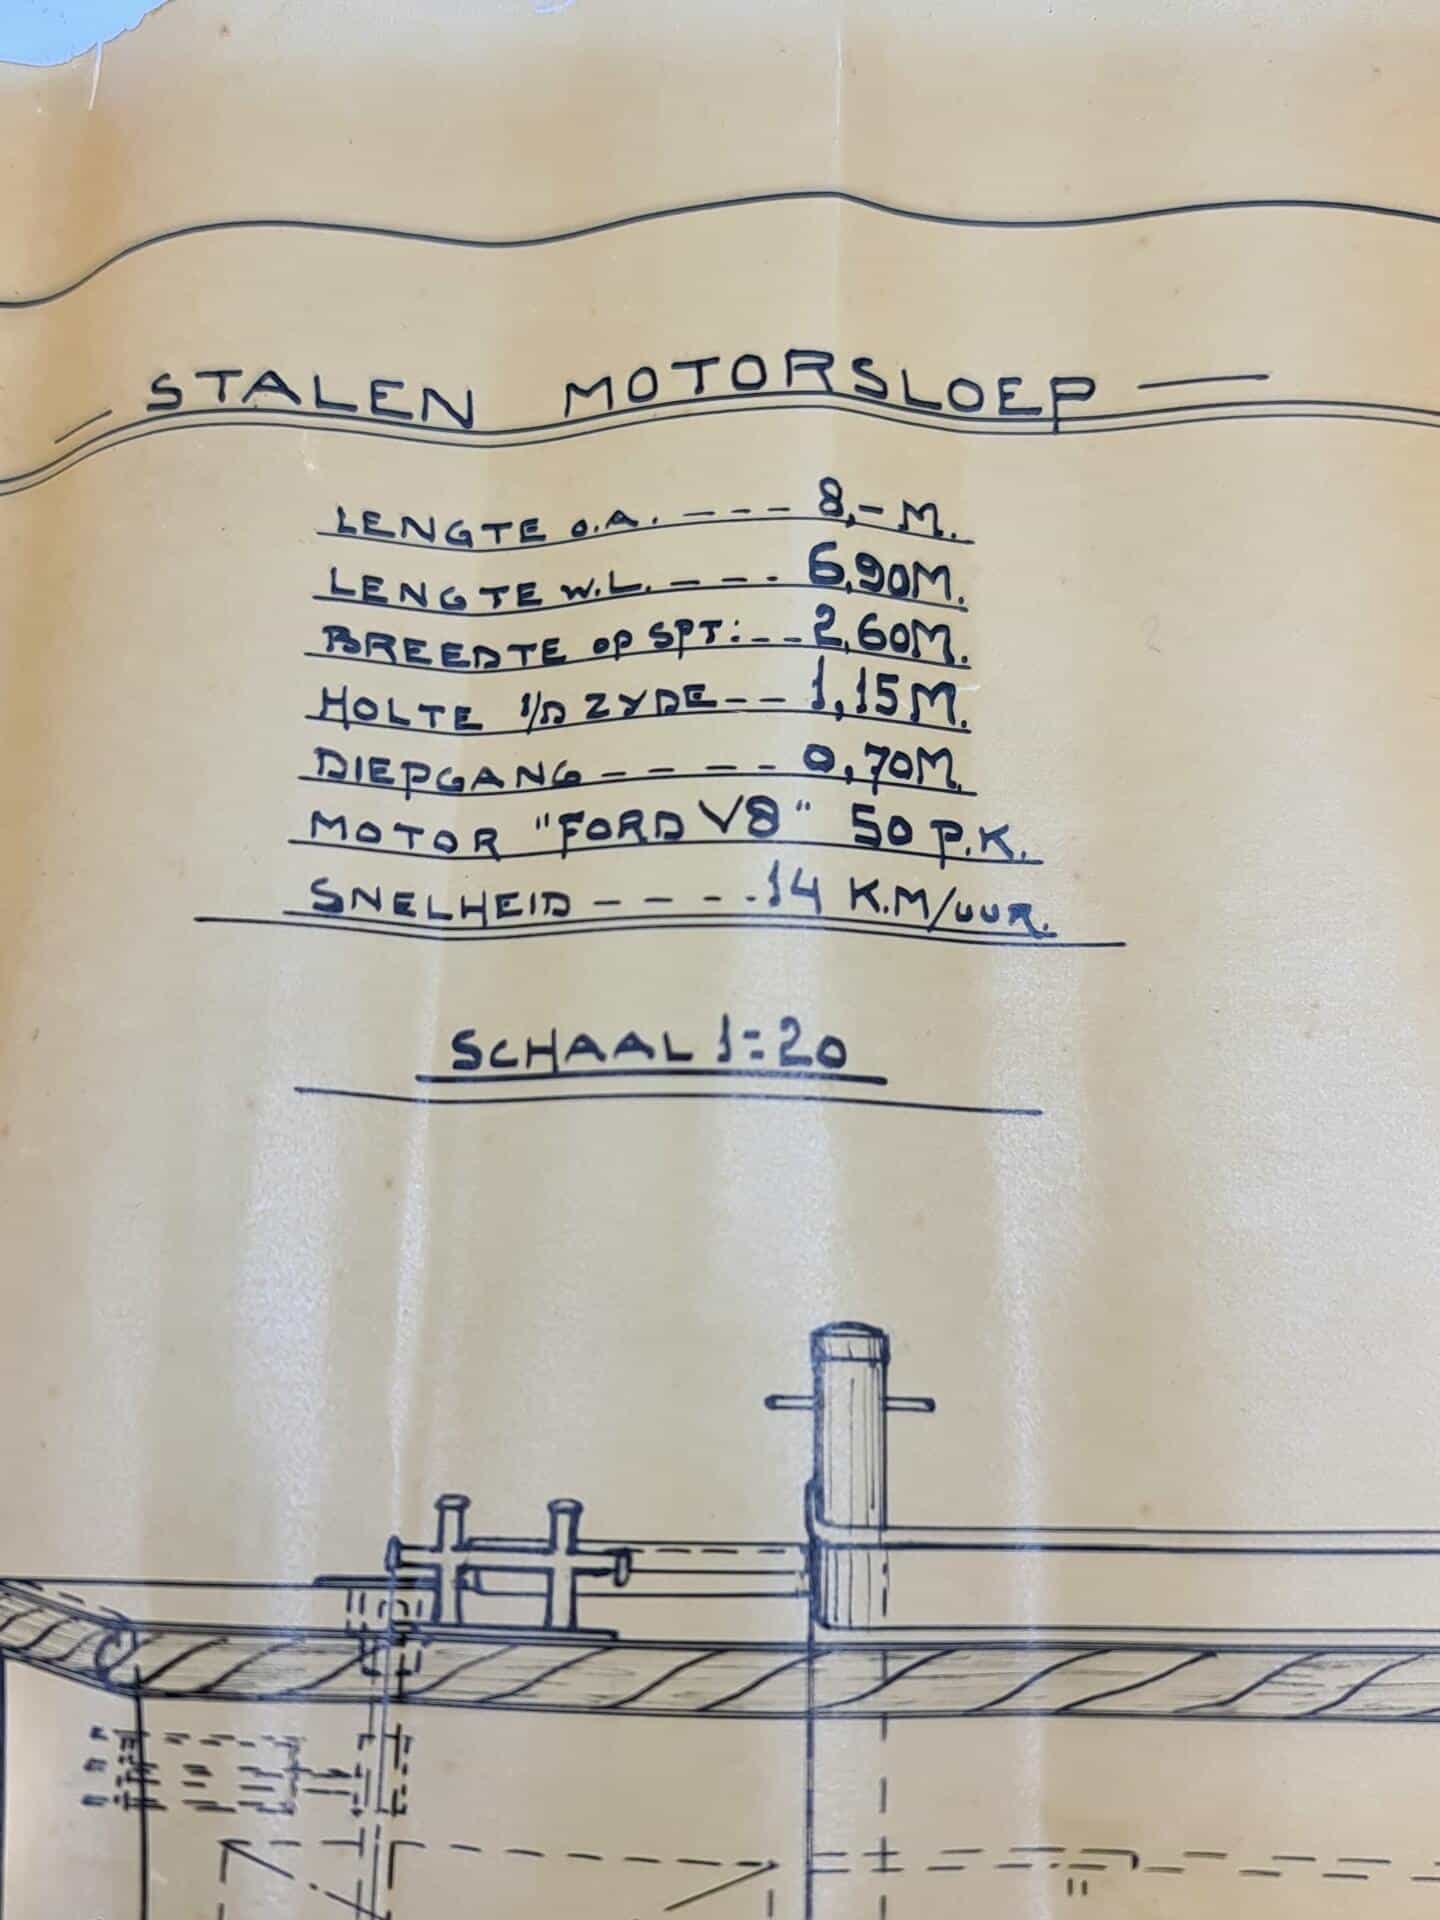 STALEN MOTORSLOEP —
LENGTE O.A. --- 8,- M.
LENGTE W.L. --- 6,90M.
BREEDTE OP SPT: -- 2,60M.
HOLTE I/D ZYDE -- 1,15M.
DIEPGANG ----- 0,70M.
MOTOR "FORD V8" 50 P.K.
SNELHEID ---- 14 K.M/UUR.
SCHAAL 1:20